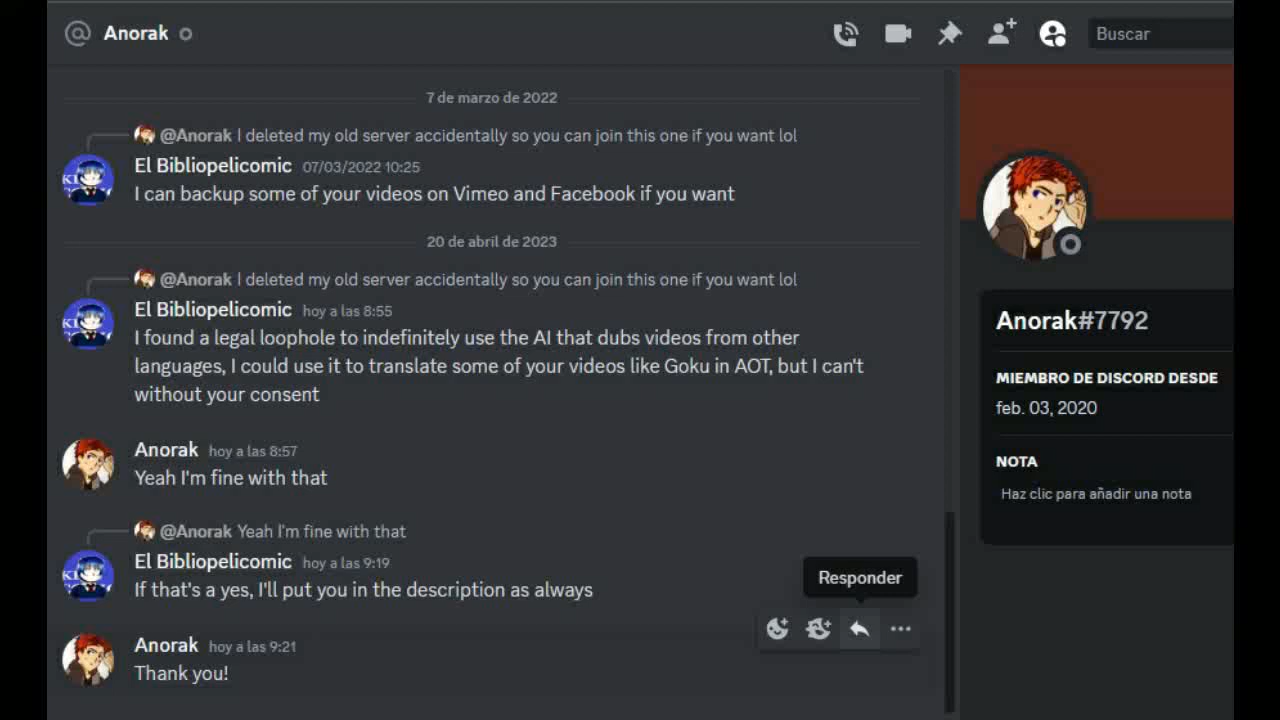 Anorak
Buscar
7 de marzo de 2022
@Anorak I deleted my old server accidentally so you can join this one if you want lol
El Bibliopelicomic 07/03/2022 10:25
I can backup some of your videos on Vimeo and Facebook if you want
20 de abril de 2023
@Anorak I deleted my old server accidentally so you can join this one if you want lol
El Bibliopelicomic hoy a las 8:55
I found a legal loophole to indefinitely use the AI that dubs videos from other
languages, I could use it to translate some of your videos like Goku in AOT, but I can't
without your consent
Anorak hoy a las 8:57
Yeah I'm fine with that
@Anorak Yeah I'm fine with that
El Bibliopelicomic hoy a las 9:19
If that's a yes, I'll put you in the description as always
Responder
Anorak hoy a las 9:21
Thank you!
Anorak#7792
MIEMBRO DE DISCORD DESDE
feb. 03, 2020
NOTA
Haz clic para añadir una nota